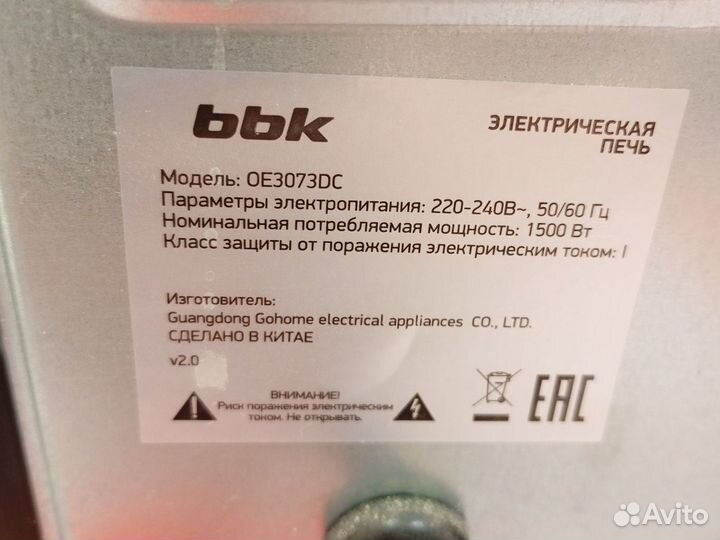 bbk
ЭЛЕКТРИЧЕСКАЯ
ПЕЧЬ
Модель: OE3073DC
Параметры электропитания: 220-240В~, 50/60 Гц
Номинальная потребляемая мощность: 1500 Вт
Класс защиты от поражения электрическим током: I
Изготовитель:
Guangdong Gohome electrical appliances CO., LTD.
СДЕЛАНО В КИТАЕ
v2.0
ВНИМАНИЕ!
Риск поражения электрическим
током. Не открывать.
EAC
Avito